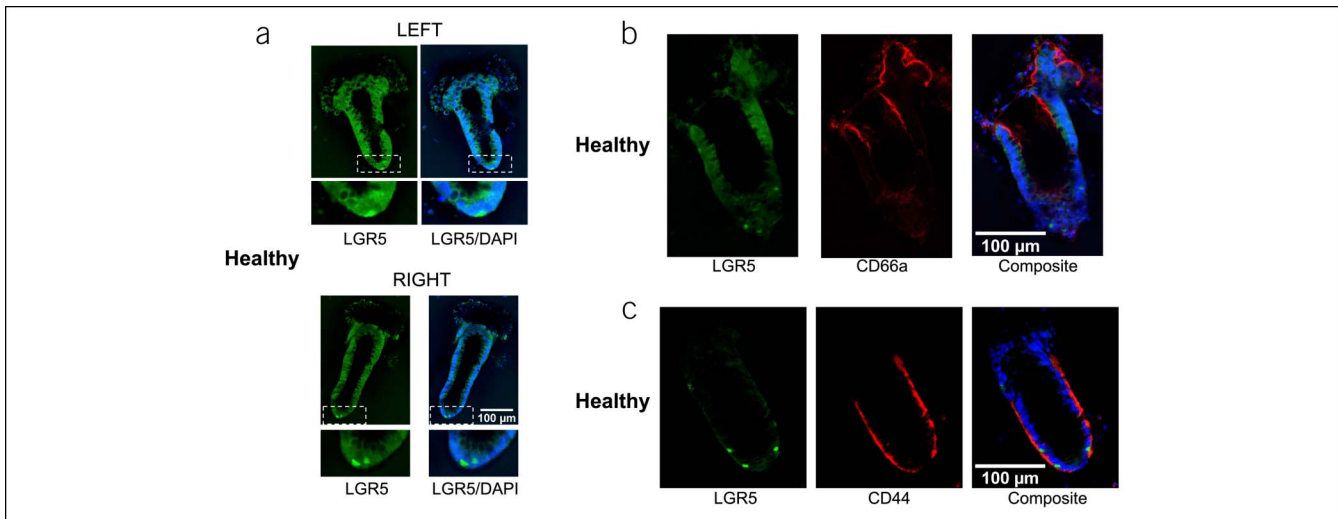 a
LEFT
LGR5 LGR5/DAPI
Healthy
RIGHT
100 µm
LGR5 LGR5/DAPI
b
Healthy
100 µm
LGR5 CD66a Composite
c
Healthy
100 µm
LGR5 CD44 Composite